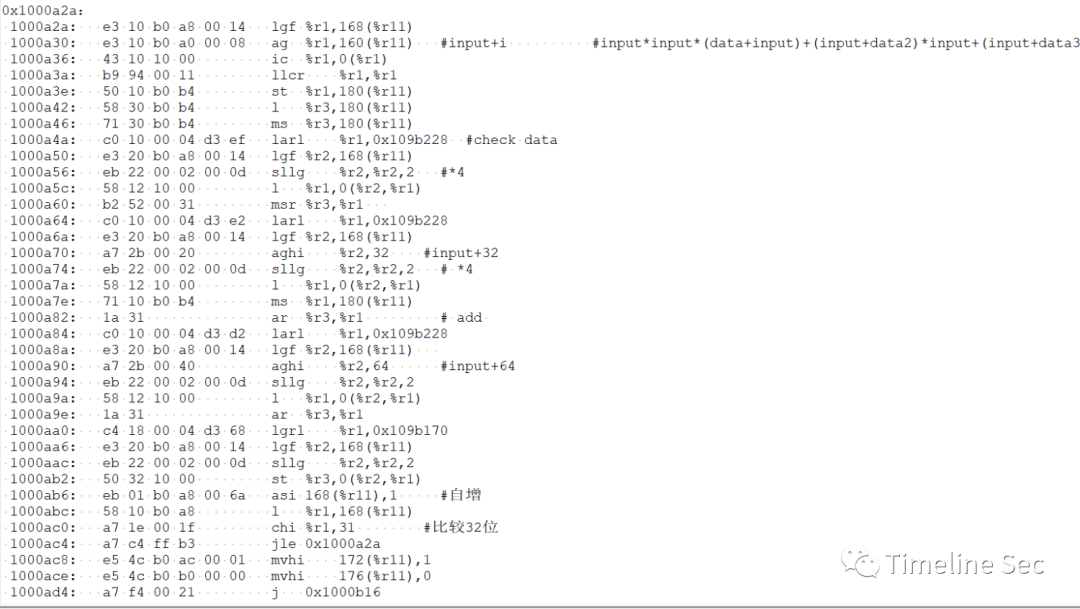 0x1000a2a:
1000a2a: e3 10 b0 a8 00 14 lgf %r1,168(%r11)
1000a30: e3 10 b0 a0 00 08 ag %r1,160(%r11) #input+i #input*input*(data+input)+(input+data2)*input+(input+data3
1000a36: 43 10 10 00 ic %r1,0(%r1)
1000a3a: b9 94 00 11 llcr %r1,%r1
1000a3e: 50 10 b0 b4 st %r1,180(%r11)
1000a42: 58 30 b0 b4 l %r3,180(%r11)
1000a46: 71 30 b0 b4 ms %r3,180(%r11)
1000a4a: c0 10 00 04 d3 ef larl %r1,0x109b228 #check data
1000a50: e3 20 b0 a8 00 14 lgf %r2,168(%r11)
1000a56: eb 22 00 02 00 0d sllg %r2,%r2,2 #*4
1000a5c: 58 12 10 00 l %r1,0(%r2,%r1)
1000a60: b2 52 00 31 msr %r3,%r1
1000a64: c0 10 00 04 d3 e2 larl %r1,0x109b228
1000a6a: e3 20 b0 a8 00 14 lgf %r2,168(%r11)
1000a70: a7 2b 00 20 aghi %r2,32 #input+32
1000a74: eb 22 00 02 00 0d sllg %r2,%r2,2 # *4
1000a7a: 58 12 10 00 l %r1,0(%r2,%r1)
1000a7e: 71 10 b0 b4 ms %r1,180(%r11)
1000a82: 1a 31 ar %r3,%r1 # add
1000a84: c0 10 00 04 d3 d2 larl %r1,0x109b228
1000a8a: e3 20 b0 a8 00 14 lgf %r2,168(%r11)
1000a90: a7 2b 00 40 aghi %r2,64 #input+64
1000a94: eb 22 00 02 00 0d sllg %r2,%r2,2
1000a9a: 58 12 10 00 l %r1,0(%r2,%r1)
1000a9e: 1a 31 ar %r3,%r1
1000aa0: c4 18 00 04 d3 68 lgrl %r1,0x109b170
1000aa6: e3 20 b0 a8 00 14 lgf %r2,168(%r11)
1000aac: eb 22 00 02 00 0d sllg %r2,%r2,2
1000ab2: 50 32 10 00 st %r3,0(%r2,%r1)
1000ab6: eb 01 b0 a8 00 6a asi 168(%r11),1 #自增
1000abc: 58 10 b0 a8 l %r1,168(%r11)
1000ac0: a7 1e 00 1f chi %r1,31 #比较32位
1000ac4: a7 c4 ff b3 jle 0x1000a2a
1000ac8: e5 4c b0 ac 00 01 mvhi 172(%r11),1
1000ace: e5 4c b0 b0 00 00 mvhi 176(%r11),0
1000ad4: a7 f4 00 21 j 0x1000b16
Timeline Sec